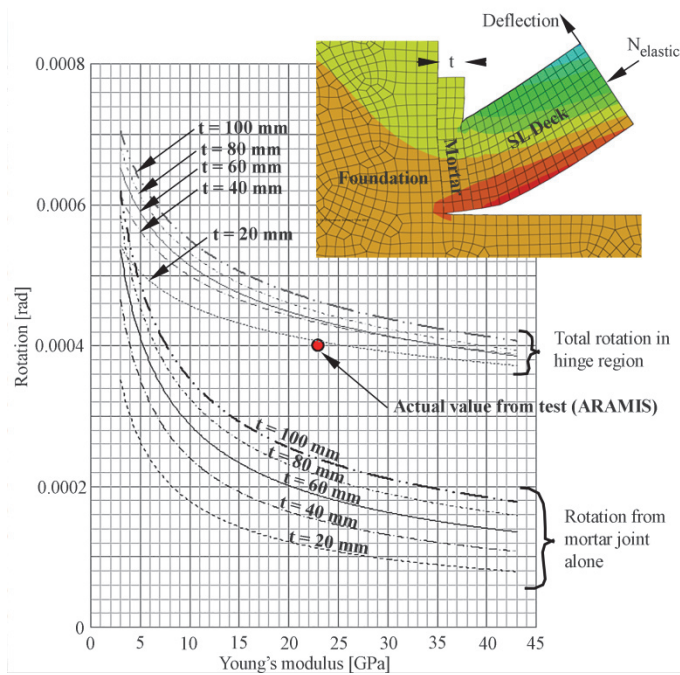 Deflection
t
N elastic
SL Deck
Mortar
Foundation
0.0008
0.0006
0.0004
0.0002
0
Rotation [rad]
t = 100 mm
t = 80 mm
t = 60 mm
t = 40 mm
t = 20 mm
Total rotation in
hinge region
Actual value from test (ARAMIS)
t = 100 mm
t = 80 mm
t = 60 mm
t = 40 mm
t = 20 mm
Rotation from
mortar joint
alone
0 5 10 15 20 25 30 35 40 45
Young's modulus [GPa]